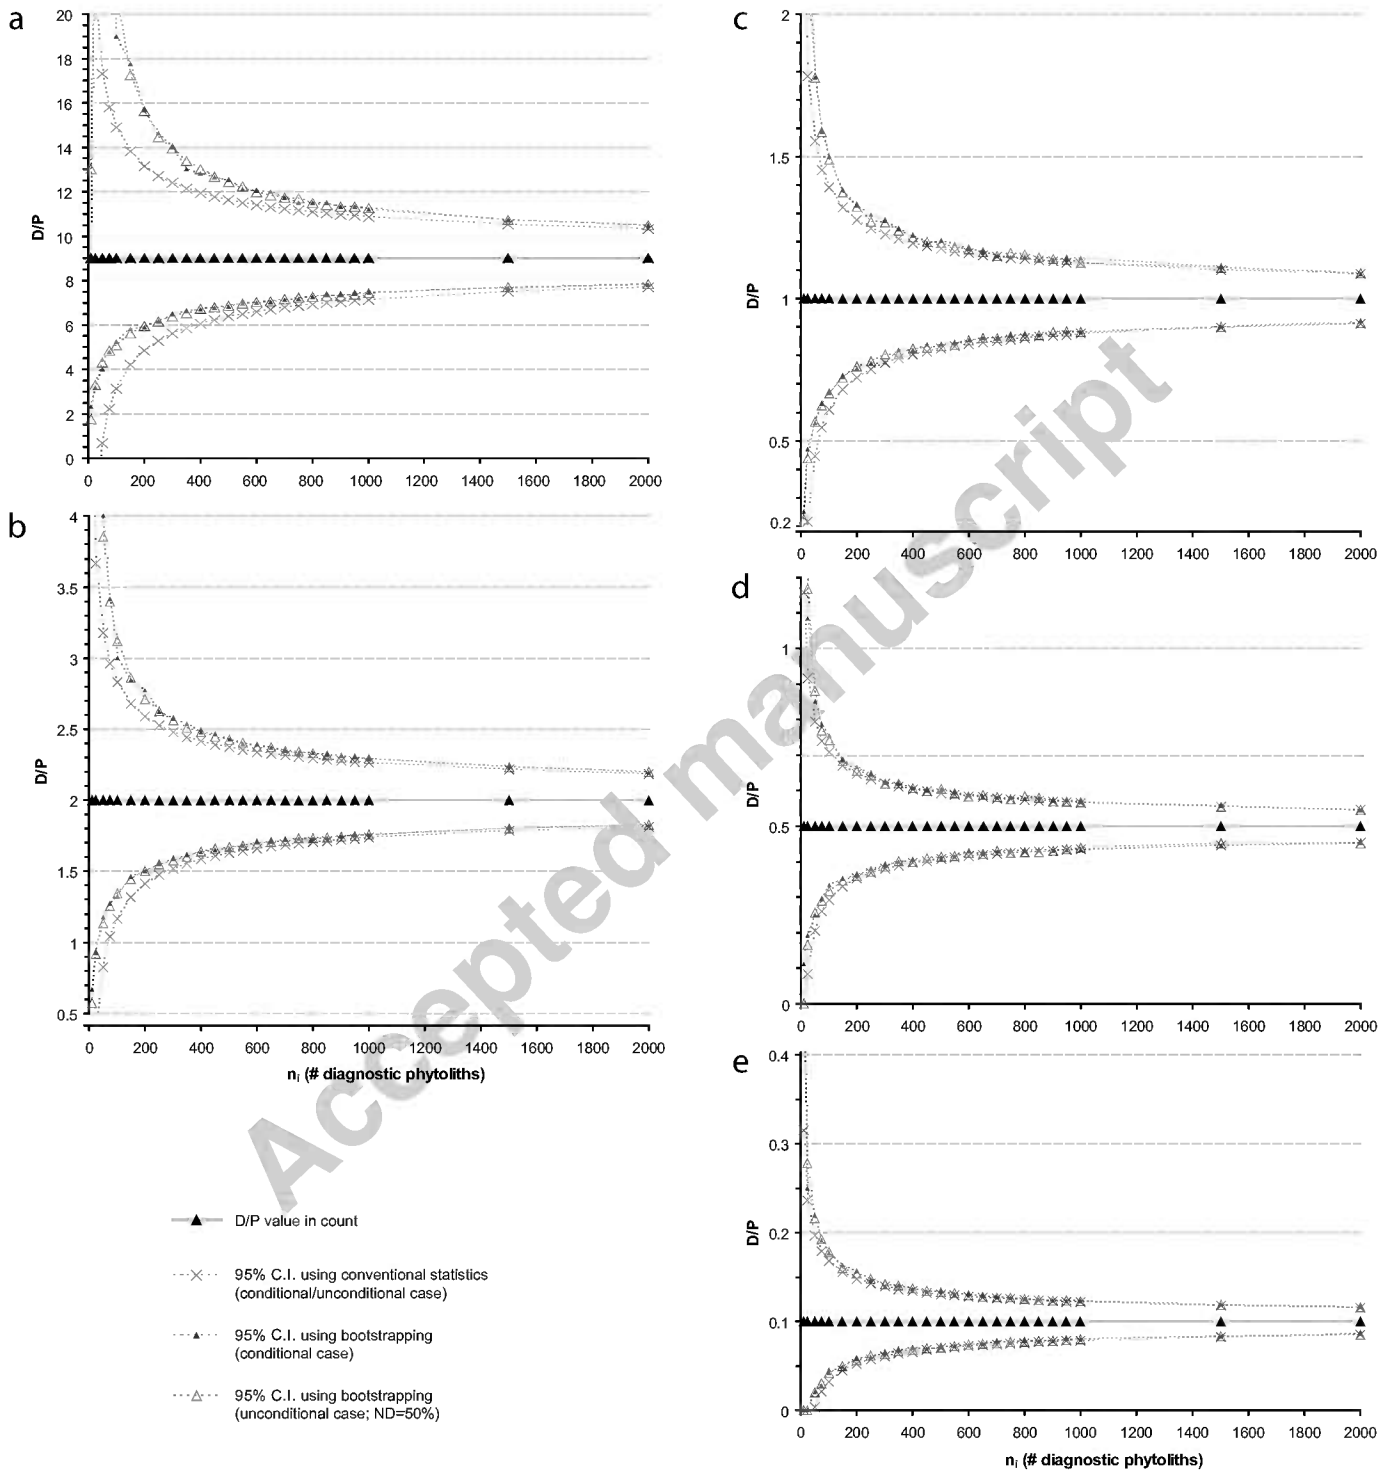 a
20
18
16
14
12
10
8
6
4
2
0
D/P
0 200 400 600 800 1000 1200 1400 1600 1800 2000
b
4
3.5
3
2.5
2
1.5
1
0.5
D/P
0 200 400 600 800 1000 1200 1400 1600 1800 2000
nᵢ (# diagnostic phytoliths)
D/P value in count
95% C.I. using conventional statistics
(conditional/unconditional case)
95% C.I. using bootstrapping
(conditional case)
95% C.I. using bootstrapping
(unconditional case; ND=50%)
c
2
1.5
1
0.5
0.2
D/P
0 200 400 600 800 1000 1200 1400 1600 1800 2000
d
1
0.5
0
D/P
0 200 400 600 800 1000 1200 1400 1600 1800 2000
e
0.4
0.3
0.2
0.1
0
D/P
0 200 400 600 800 1000 1200 1400 1600 1800 2000
nᵢ (# diagnostic phytoliths)
Accepted manuscript